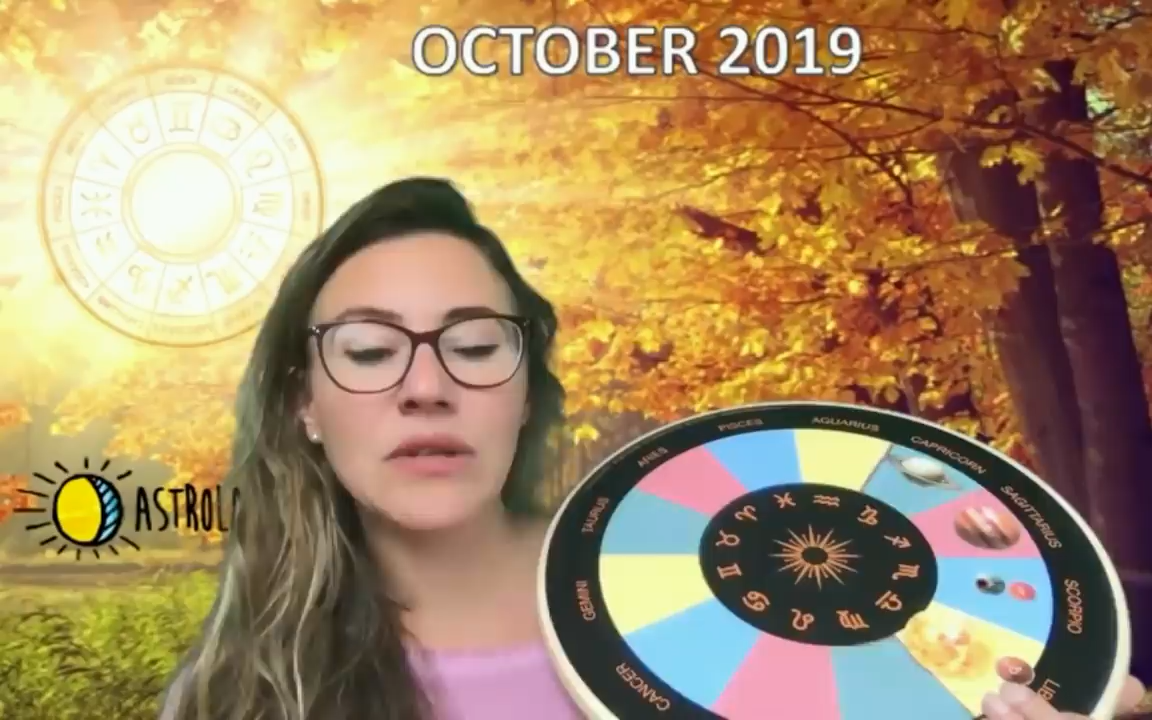 OCTOBER 2019
PISCES
AQUARIUS
CAPRICORN
ARIES
SAGITTARIUS
TAURUS
ASTROL
GEMINI
SCORPIO
CANCER
LIB